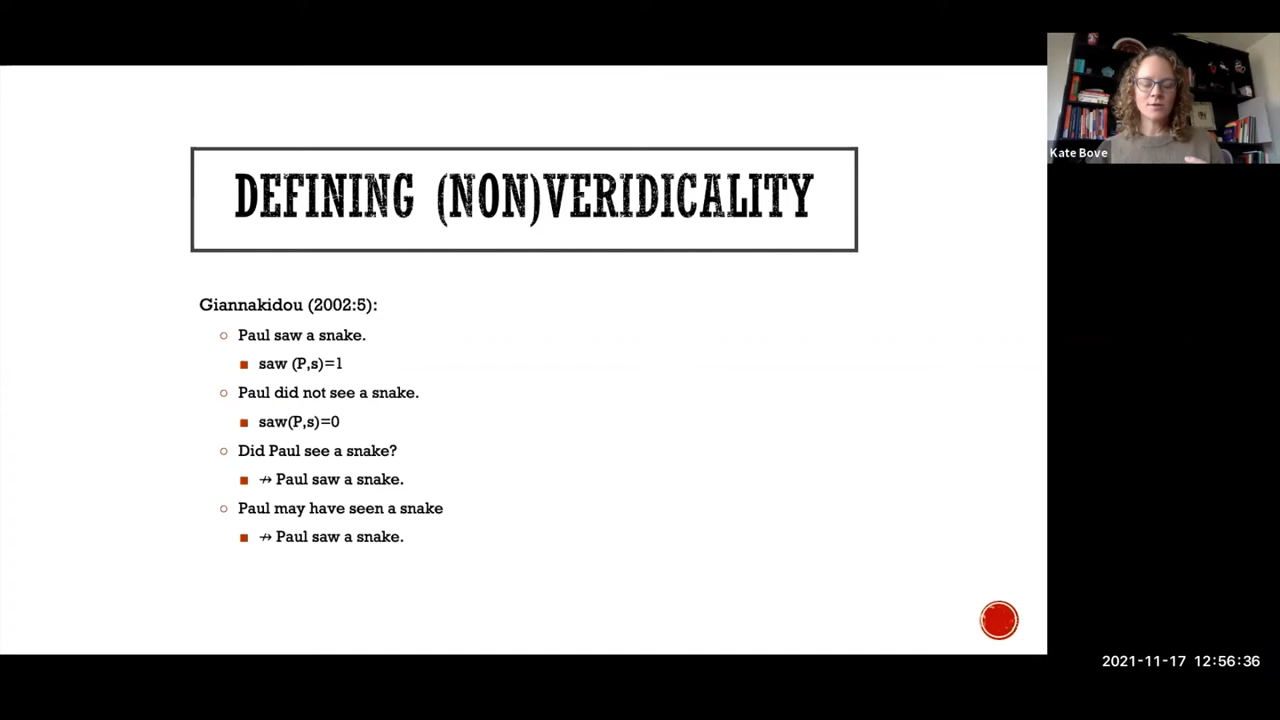 DEFINING (NON)VERIDICALITY
Giannakidou (2002:5):
Paul saw a snake.
saw (P,s)=1
Paul did not see a snake.
saw(P,s)=0
Did Paul see a snake?
↛ Paul saw a snake.
Paul may have seen a snake
↛ Paul saw a snake.
Kate Bove
2021-11-17 12:56:36